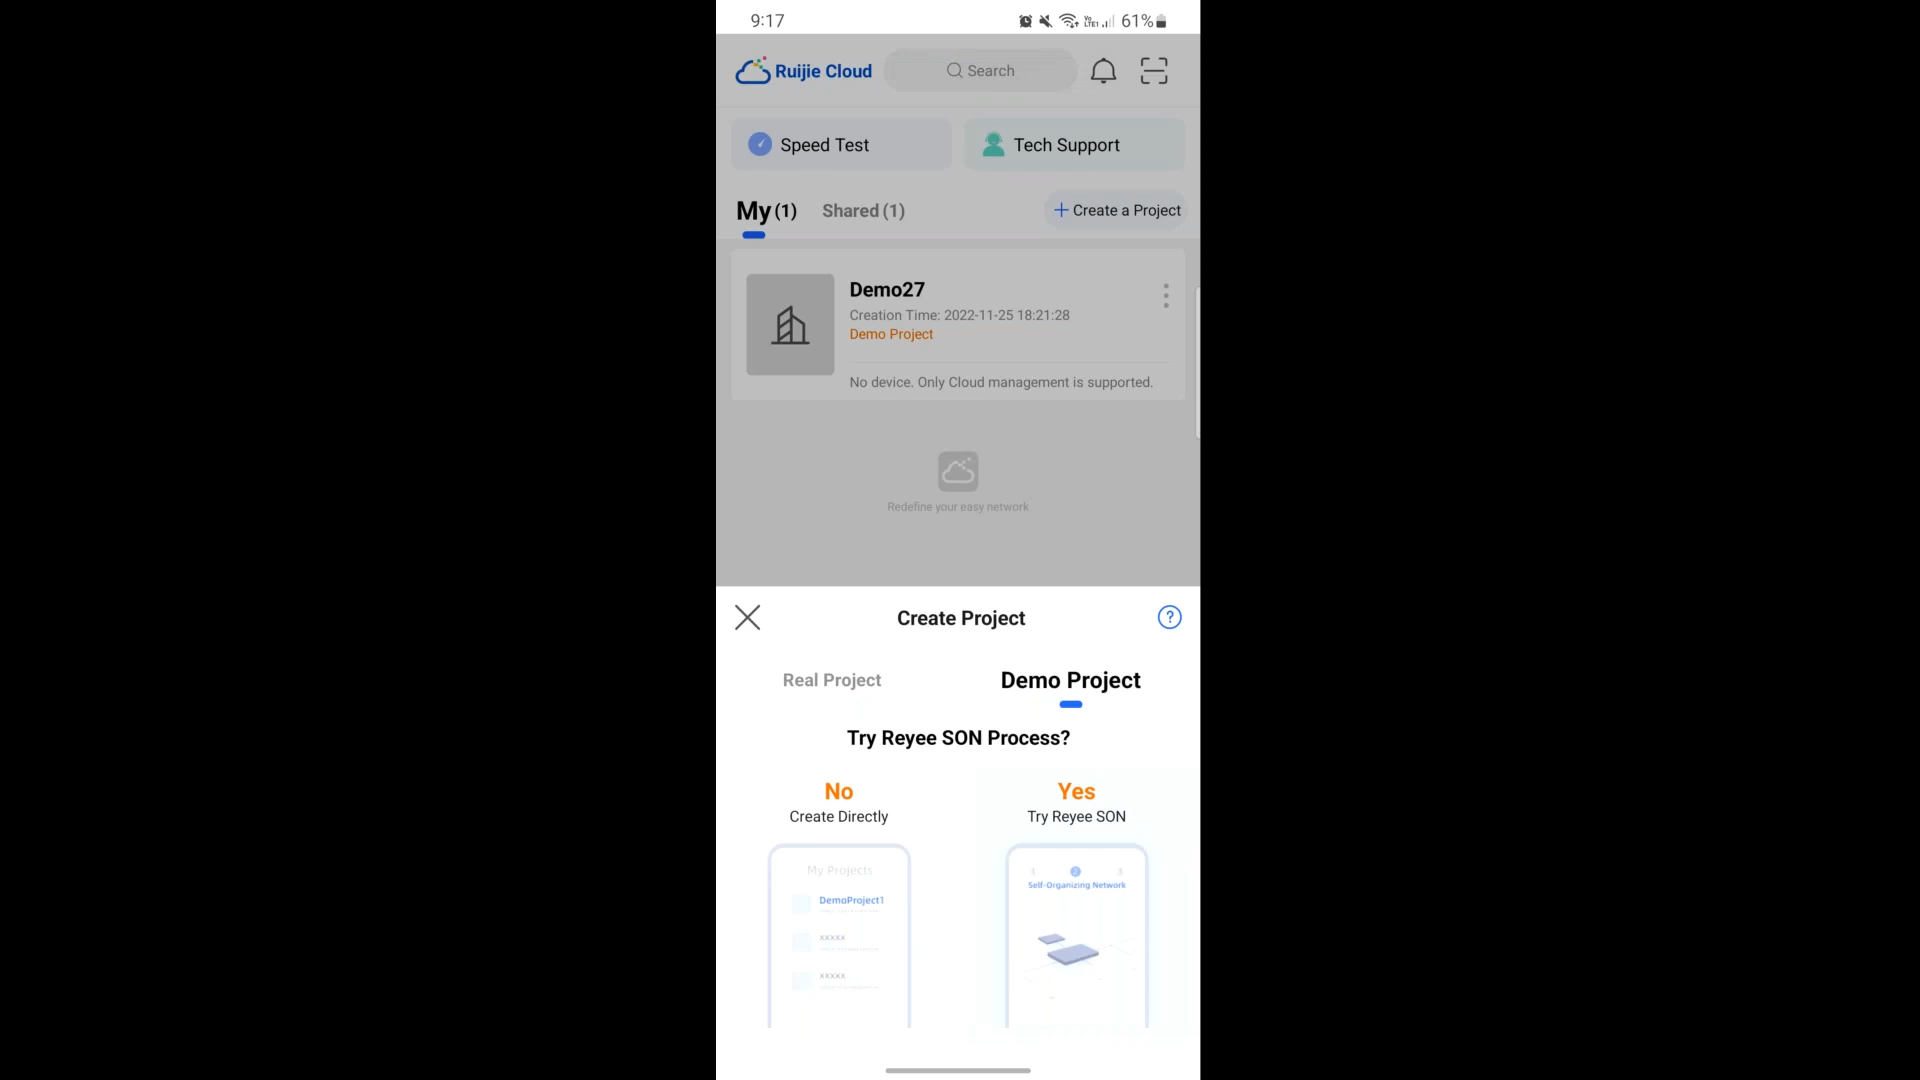 9:17
61%
Ruijie Cloud
Search
Speed Test
Tech Support
My (1)
Shared (1)
+ Create a Project
Demo27
Creation Time: 2022-11-25 18:21:28
Demo Project
No device. Only Cloud management is supported.
Redefine your easy network
Create Project
?
Real Project
Demo Project
Try Reyee SON Process?
No
Create Directly
Yes
Try Reyee SON
My Projects
DemoProject1
xxxxx
xxxxx
2
3
Self-Organizing Network